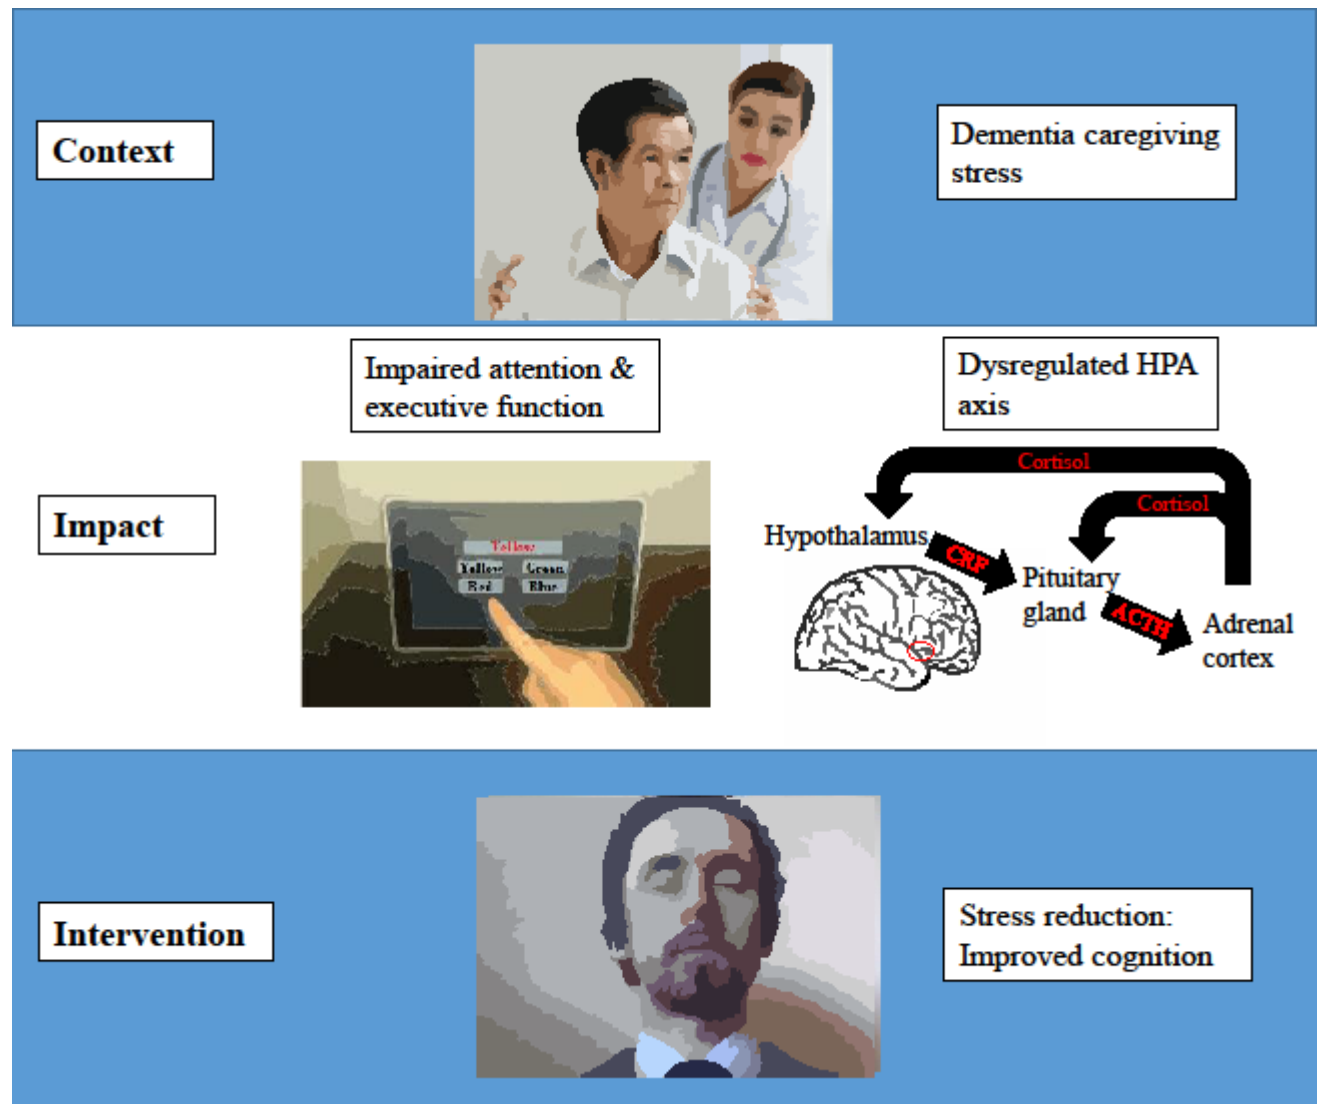 Context
Dementia caregiving
stress
Impaired attention &
executive function
Dysregulated HPA
axis
Impact
Yellow
Yellow Green
Red Blue
Cortisol
Cortisol
Hypothalamus
CRF
Pituitary
gland
ACTH
Adrenal
cortex
Intervention
Stress reduction:
Improved cognition